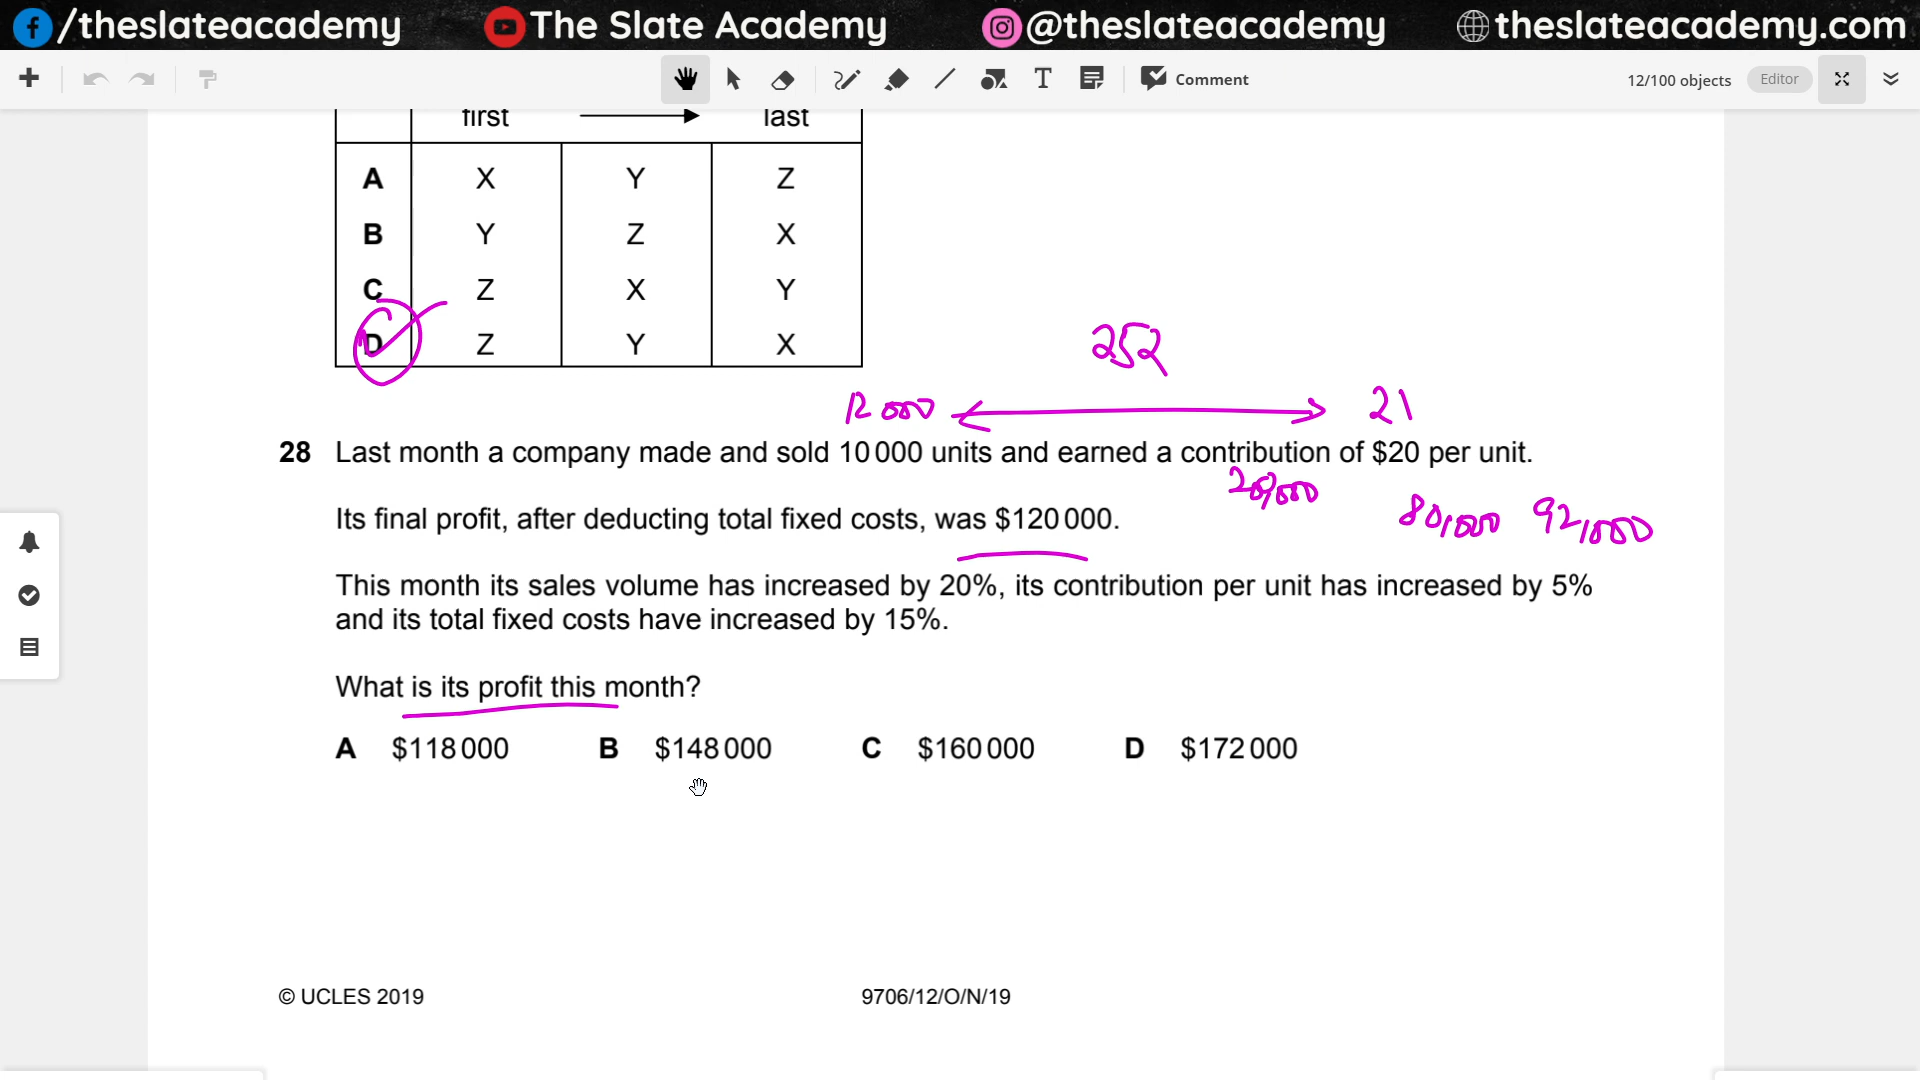 /theslateacademy The Slate Academy @theslateacademy theslateacademy.com
Comment 12/100 objects Editor
first last
A X Y Z
B Y Z X
C Z X Y
D Z Y X
252
12 000 21
28 Last month a company made and sold 10 000 units and earned a contribution of $20 per unit.
80,000 92,000
Its final profit, after deducting total fixed costs, was $120 000.
This month its sales volume has increased by 20%, its contribution per unit has increased by 5%
and its total fixed costs have increased by 15%.
What is its profit this month?
A $118 000 B $148 000 C $160 000 D $172 000
© UCLES 2019 9706/12/O/N/19